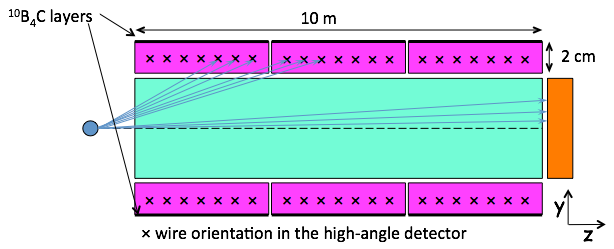 10 m
¹⁰B₄C layers
2 cm
× wire orientation in the high-angle detector
y
z